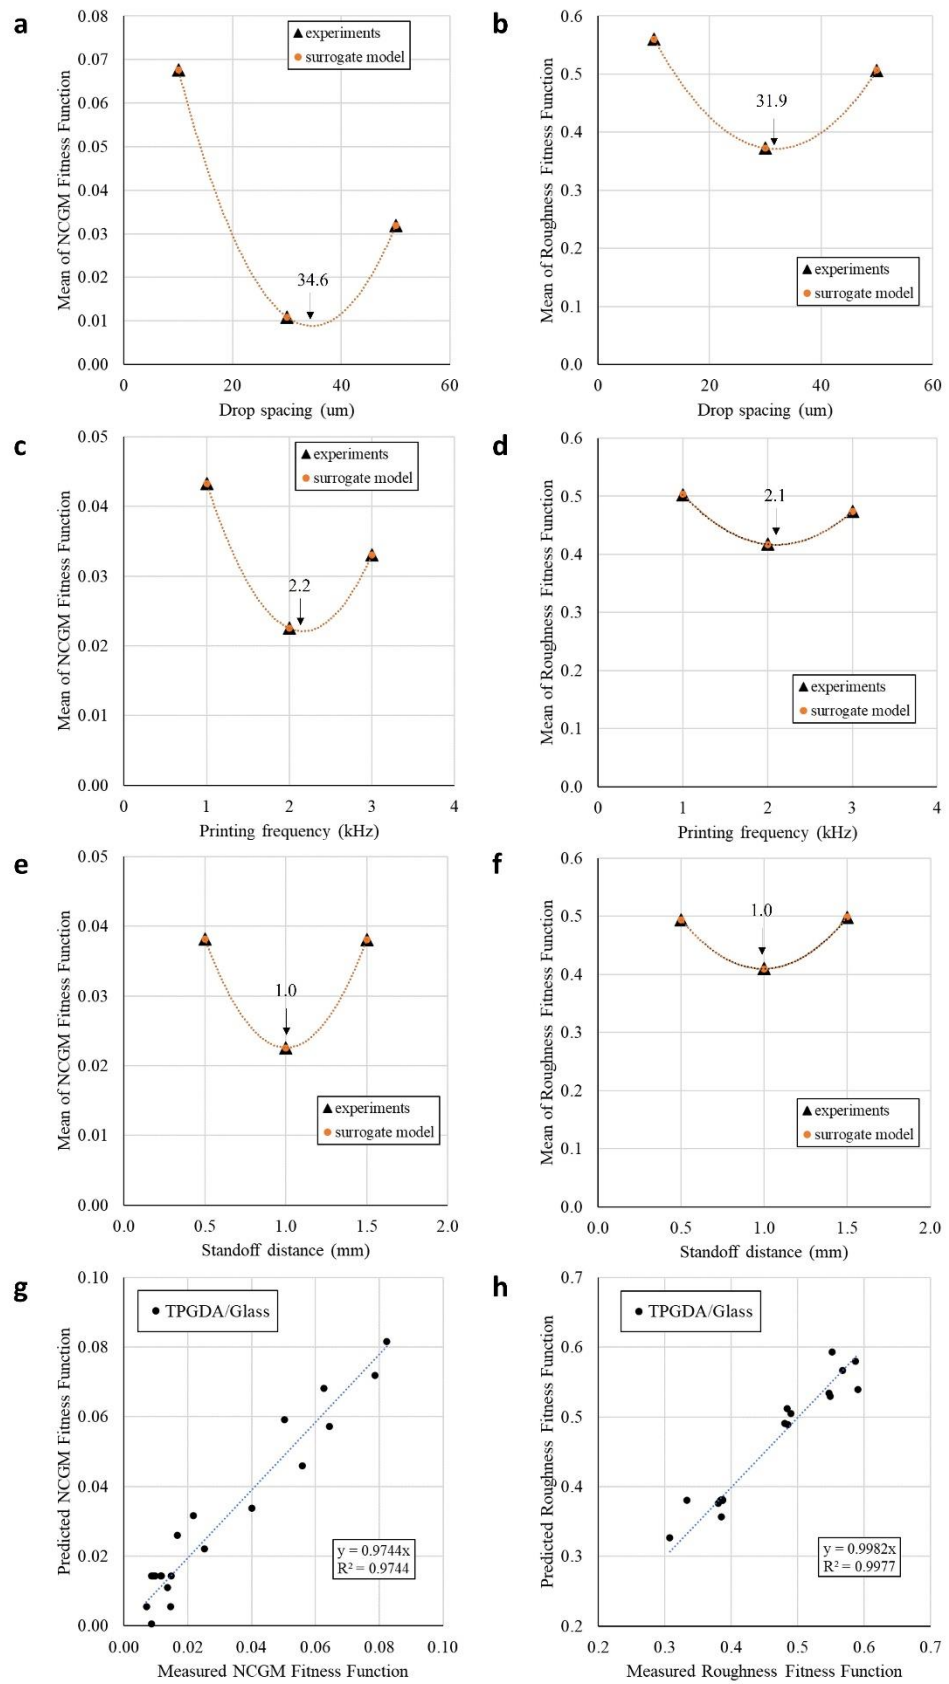 a
0.08
0.07
0.06
0.05
0.04
0.03
0.02
0.01
0.00
Mean of NCGM Fitness Function
experiments
surrogate model
34.6
0
20
40
60
Drop spacing (um)
b
0.6
0.5
0.4
0.3
0.2
0.1
0.0
Mean of Roughness Fitness Function
31.9
experiments
surrogate model
0
20
40
60
Drop spacing (um)
c
0.05
0.04
0.03
0.02
0.01
0.00
Mean of NCGM Fitness Function
experiments
surrogate model
2.2
0
1
2
3
4
Printing frequency (kHz)
d
0.6
0.5
0.4
0.3
0.2
0.1
0.0
Mean of Roughness Fitness Function
2.1
experiments
surrogate model
0
1
2
3
4
Printing frequency (kHz)
e
0.05
0.04
0.03
0.02
0.01
0.00
Mean of NCGM Fitness Function
1.0
experiments
surrogate model
0.0
0.5
1.0
1.5
2.0
Standoff distance (mm)
f
0.6
0.5
0.4
0.3
0.2
0.1
0.0
Mean of Roughness Fitness Function
1.0
experiments
surrogate model
0.0
0.5
1.0
1.5
2.0
Standoff distance (mm)
g
0.10
0.08
0.06
0.04
0.02
0.00
Predicted NCGM Fitness Function
TPGDA/Glass
y = 0.9744x
R² = 0.9744
0.00
0.02
0.04
0.06
0.08
0.10
Measured NCGM Fitness Function
h
0.7
0.6
0.5
0.4
0.3
0.2
Predicted Roughness Fitness Function
TPGDA/Glass
y = 0.9982x
R² = 0.9977
0.2
0.3
0.4
0.5
0.6
0.7
Measured Roughness Fitness Function